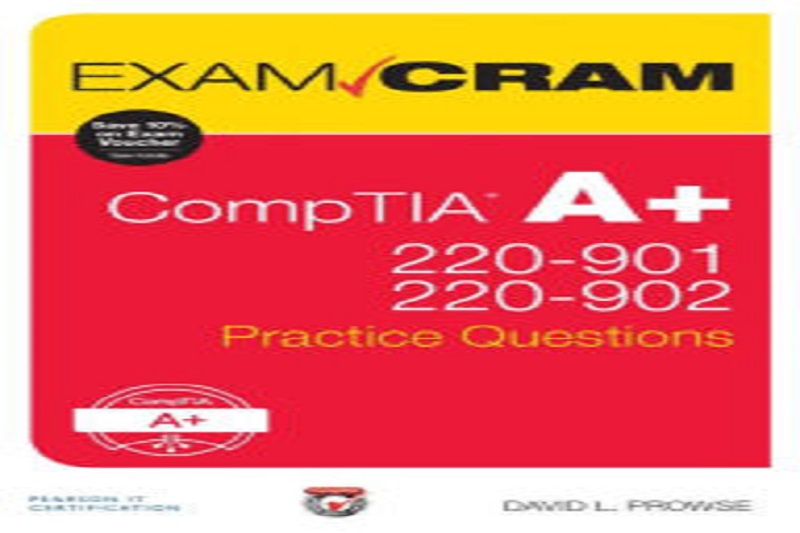 EXAM CRAM
Save 10%
on Exam
Voucher
CompTIA® A+
220-901
220-902
Practice Questions
CompTIA
A+
PEARSON IT
CERTIFICATION
DAVID L. PROWSE